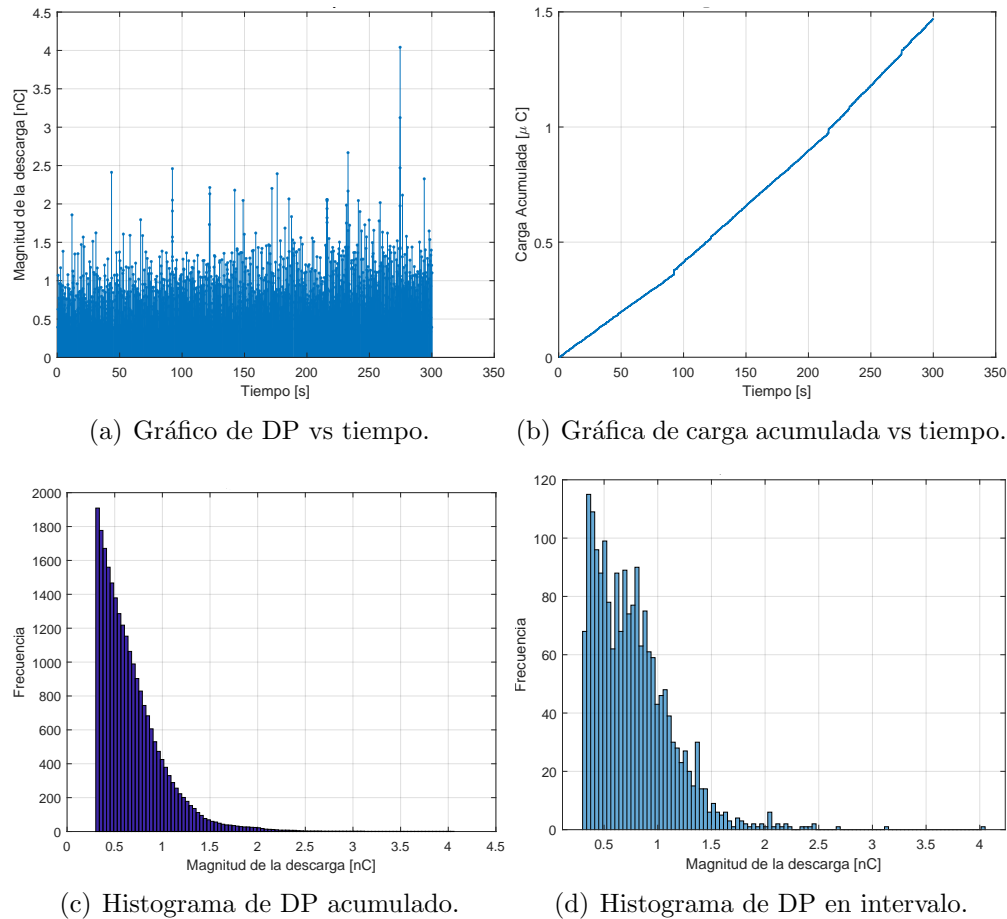 4.5
4
3.5
3
2.5
2
1.5
1
0.5
0
Magnitud de la descarga [nC]
0 50 100 150 200 250 300 350
Tiempo [s]
1.5
1
0.5
0
Carga Acumulada [μ C]
0 50 100 150 200 250 300 350
Tiempo [s]
(a) Gráfico de DP vs tiempo.
(b) Gráfica de carga acumulada vs tiempo.
2000
1800
1600
1400
1200
1000
800
600
400
200
0
Frecuencia
0 0.5 1 1.5 2 2.5 3 3.5 4 4.5
Magnitud de la descarga [nC]
120
100
80
60
40
20
0
Frecuencia
0.5 1 1.5 2 2.5 3 3.5 4
Magnitud de la descarga [nC]
(c) Histograma de DP acumulado.
(d) Histograma de DP en intervalo.